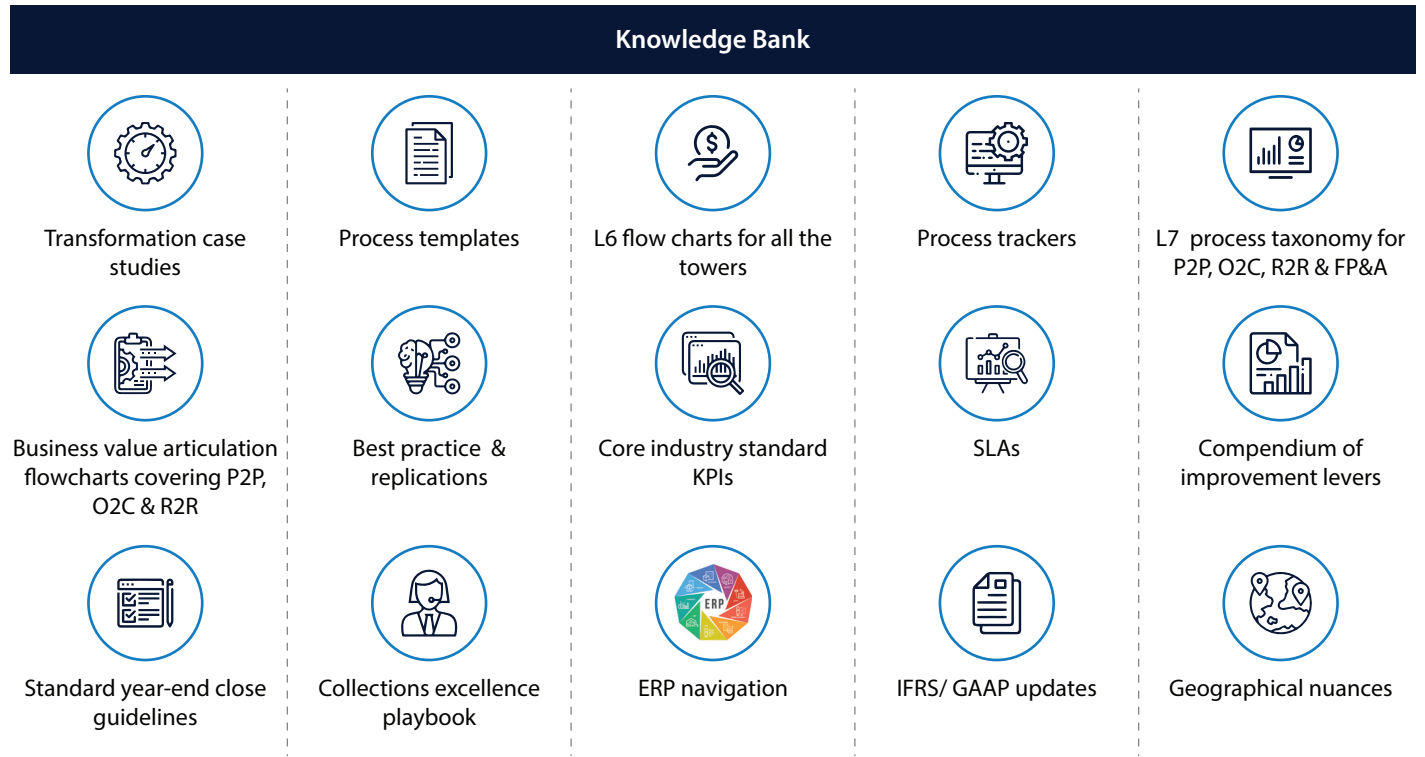 Knowledge Bank
Transformation case
studies
Process templates
L6 flow charts for all the
towers
Process trackers
L7 process taxonomy for
P2P, O2C, R2R & FP&A
Business value articulation
flowcharts covering P2P,
O2C & R2R
Best practice &
replications
Core industry standard
KPIs
SLAs
Compendium of
improvement levers
Standard year-end close
guidelines
Collections excellence
playbook
ERP
ERP navigation
IFRS/ GAAP updates
Geographical nuances